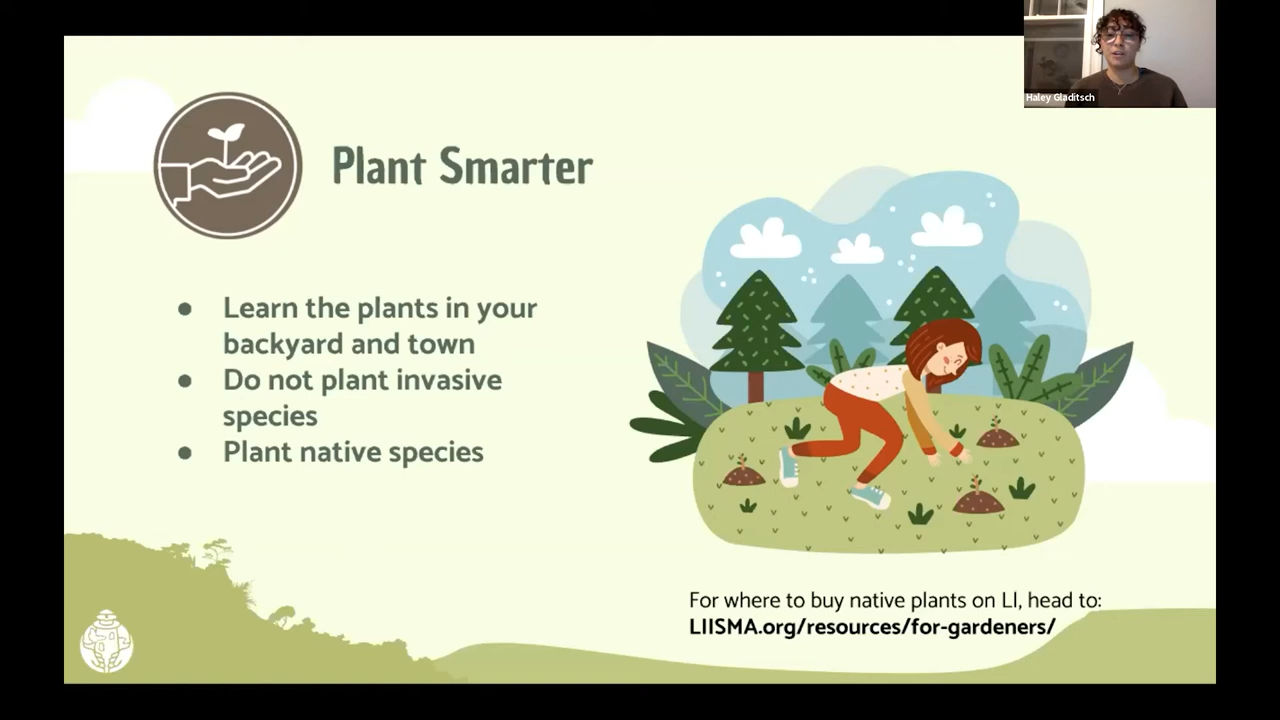 Haley Gladitsch
Plant Smarter
● Learn the plants in your
backyard and town
● Do not plant invasive
species
● Plant native species
For where to buy native plants on LI, head to:
LIISMA.org/resources/for-gardeners/